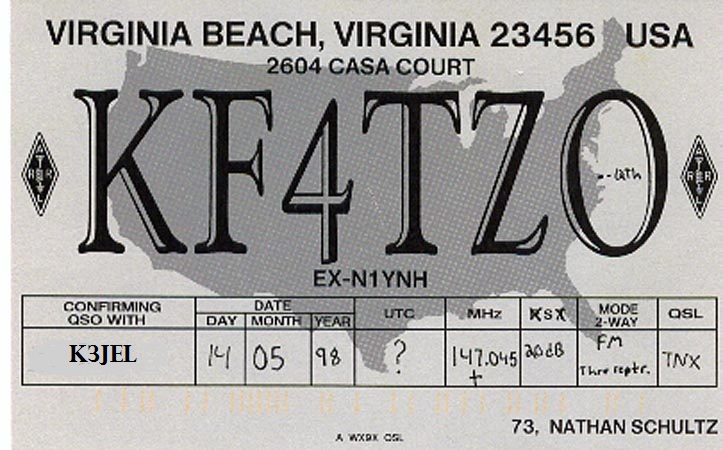 VIRGINIA BEACH, VIRGINIA 23456 USA
2604 CASA COURT
KF4TZO
EX-N1YNH
CONFIRMING QSO WITH DATE DAY MONTH YEAR UTC MHz RST MODE 2-WAY QSL
K3JEL 14 05 98 ? 147.045 + 20dB FM Thro reptr. TNX
73, NATHAN SCHULTZ
A WX9X QSL